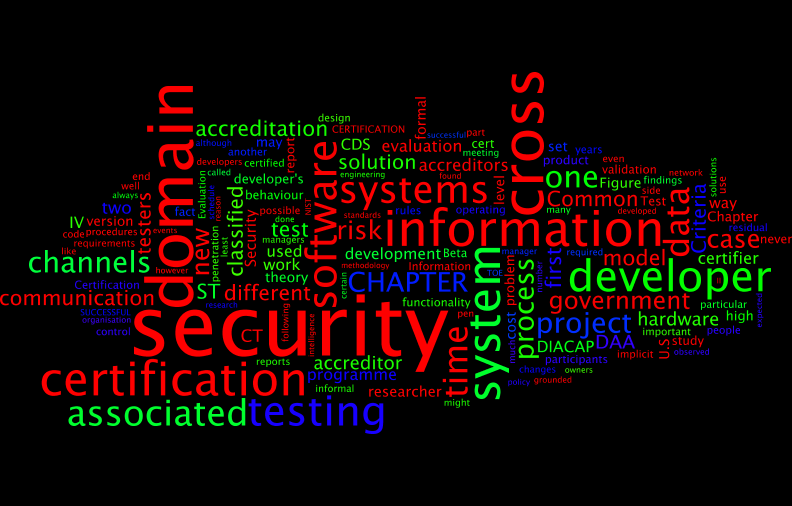 design
accreditation
CERTIFICATION
formal
successful
part
although
may
another
CDS
evaluation
cert
meeting
set
years
domain
cross
developers
certified
report
solution
engineering
accreditors
product
even
validation
network
end
called
developer's
found
level
one
Figure
findings
solutions
well
Evaluation
classified
behaviour
software
systems
Common
Test
side
use
always
two
testers
fact
reason
Security
possible
NIST
standards
rules
operating
many
developed
data
Criteria
way
IV
version
done
test
risk
information
Chapter
residual
code
procedures
events
new
penetration
least
managers
used
case
never
like
requirements
theory
work
development
Beta
manager
required
first
model
certifier
channels
however
methodology
Information
TOE
problem
number
developer
Certification
ST
different
research
certain
CHAPTER
functionality
system
process
government
particular
expected
communication
SUCCESSFUL
organisation
control
security
CT
following
intelligence
pen
time
cost
much
project
hardware
high
important
people
DIACAP
DAA
U.S
study
reports
accreditor
participants
implicit
observed
certification
programme
changes
owners
policy
grounded
informal
researcher
might
associated
testing